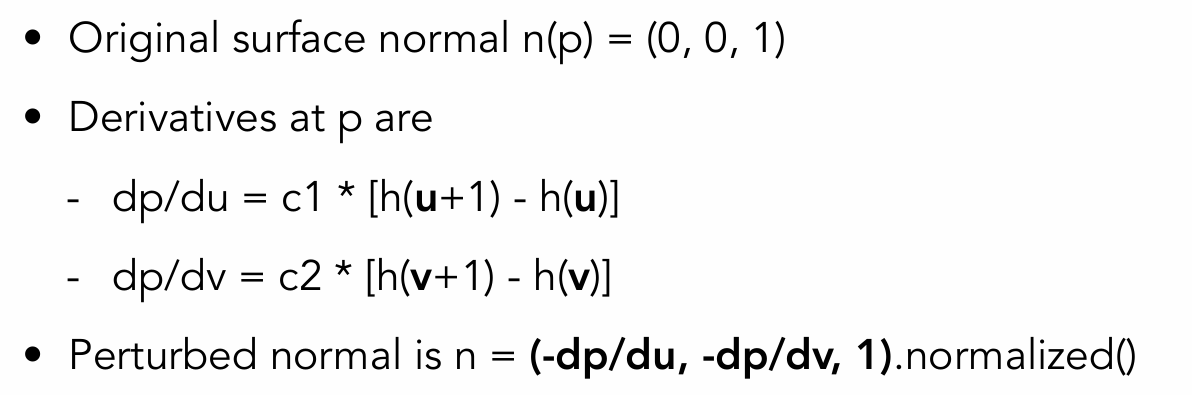 • Original surface normal n(p) = (0, 0, 1)
• Derivatives at p are
- dp/du = c1 * [h(u+1) - h(u)]
- dp/dv = c2 * [h(v+1) - h(v)]
• Perturbed normal is n = (-dp/du, -dp/dv, 1).normalized()